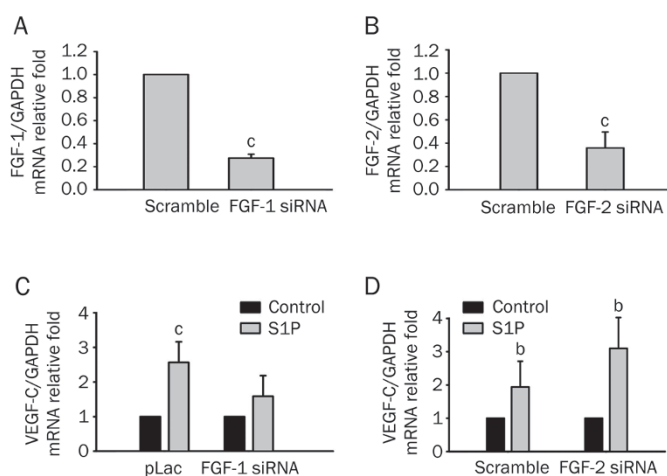 A
FGF-1/GAPDH
mRNA relative fold
1.2
1.0
0.8
0.6
0.4
0.2
0.0
c
Scramble FGF-1 siRNA
B
FGF-2/GAPDH
mRNA relative fold
1.2
1.0
0.8
0.6
0.4
0.2
0.0
c
Scramble FGF-2 siRNA
C
VEGF-C/GAPDH
mRNA relative fold
4
3
2
1
0
Control
S1P
c
pLac FGF-1 siRNA
D
VEGF-C/GAPDH
mRNA relative fold
4
3
2
1
0
Control
S1P
b
b
Scramble FGF-2 siRNA